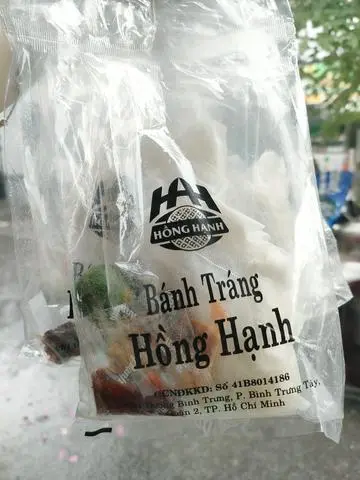 HH
HỒNG HẠNH
Bánh Tráng
Hồng Hạnh
GCNĐKKD: Số 41B8014186
Bình Trưng, P. Bình Trưng Tây,
Quận 2, TP. Hồ Chí Minh